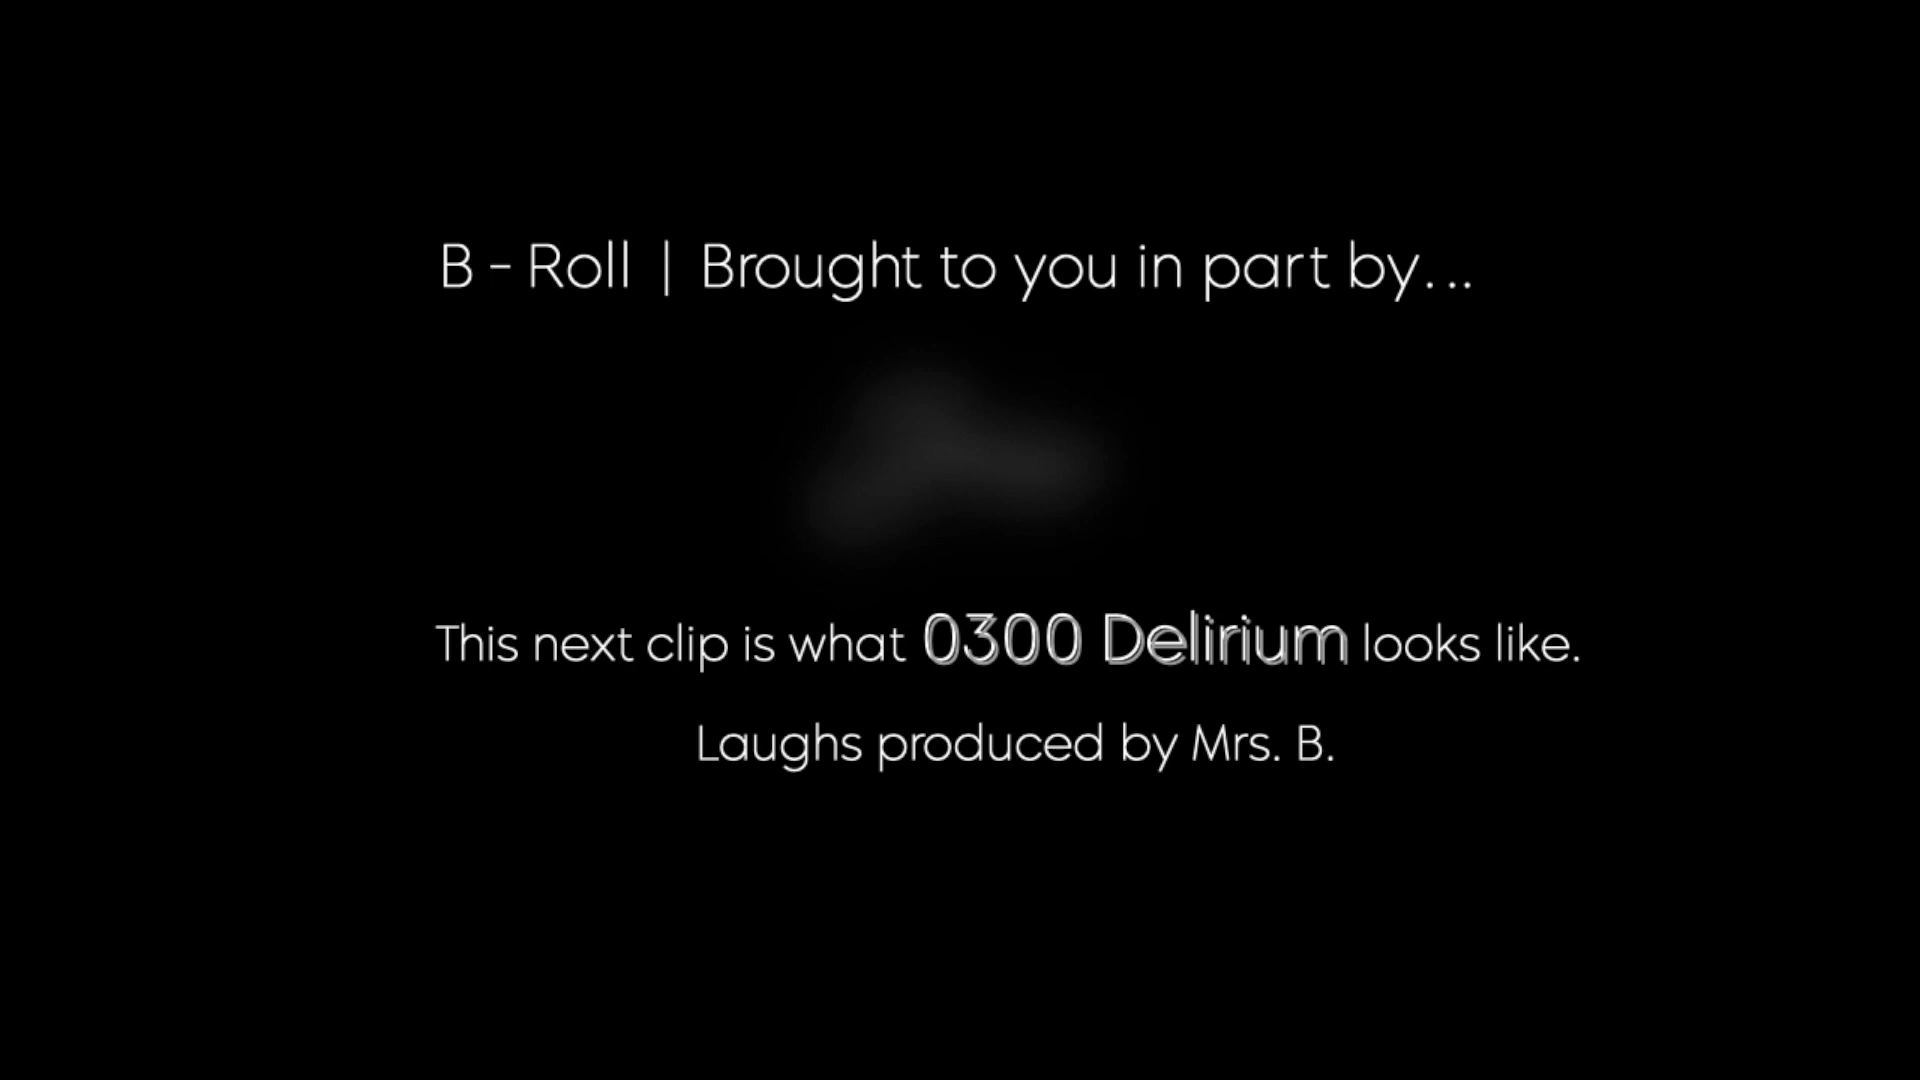 B - Roll | Brought to you in part by...
This next clip is what 0300 Delirium looks like.
Laughs produced by Mrs. B.